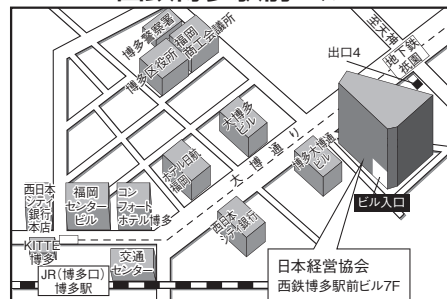 博多警察署
福岡
商工会議所
博多区役所
至天神
地下鉄
祇園
出口4
大博多
ビル
大博通り
ホテル日航
福岡
博多大博通
ビル
ビル入口
西日本
シティ
銀行
本店
福岡
センター
ビル
コン
フォート
ホテル博多
西日本
シティ銀行
KITTE
博多
交通
センター
JR(博多口)
博多駅
日本経営協会
西鉄博多駅前ビル7F